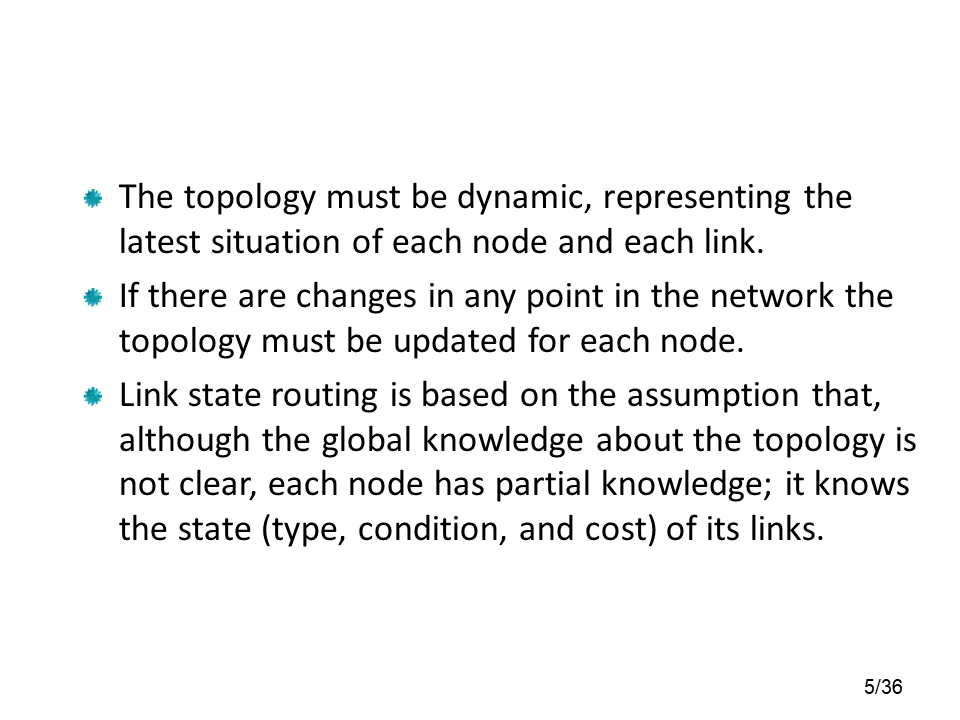 The topology must be dynamic, representing the
latest situation of each node and each link.
If there are changes in any point in the network the
topology must be updated for each node.
Link state routing is based on the assumption that,
although the global knowledge about the topology is
not clear, each node has partial knowledge; it knows
the state (type, condition, and cost) of its links.
5/36